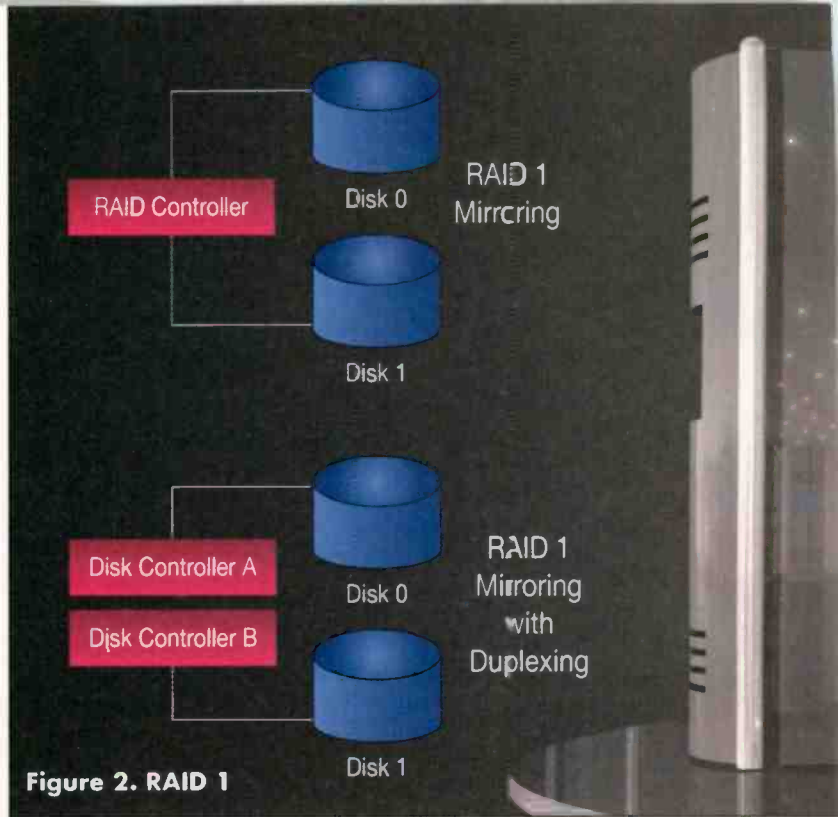 RAID Controller
Disk 0
RAID 1
Mirroring
Disk 1
Disk Controller A
Disk Controller B
Disk 0
RAID 1
Mirroring
with
Duplexing
Disk 1
Figure 2. RAID 1